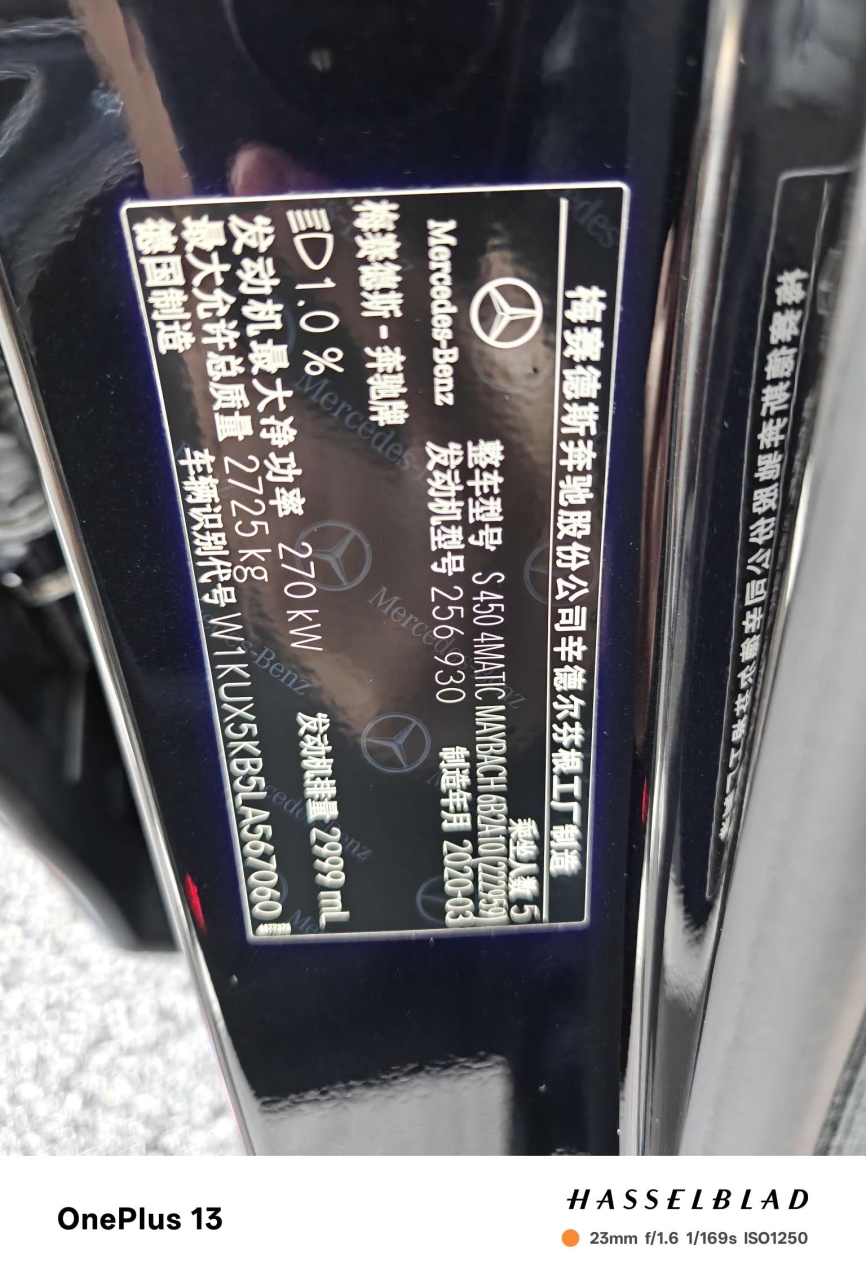 梅赛德斯奔驰股份公司辛德尔芬根工厂制造
乘坐人数 5
整车型号 S 450 4MATIC MAYBACH 6B2A101 222959
Mercedes-Benz
发动机型号 256 930
制造年月 2020-03
梅赛德斯-奔驰牌
1.0 %
发动机排量 2999 mL
发动机最大净功率 270 kW
最大允许总质量 2725 kg
德国制造
车辆识别代号 W1KUX5KB5LA567060
OnePlus 13
HASSELBLAD
23mm f/1.6 1/169s ISO1250